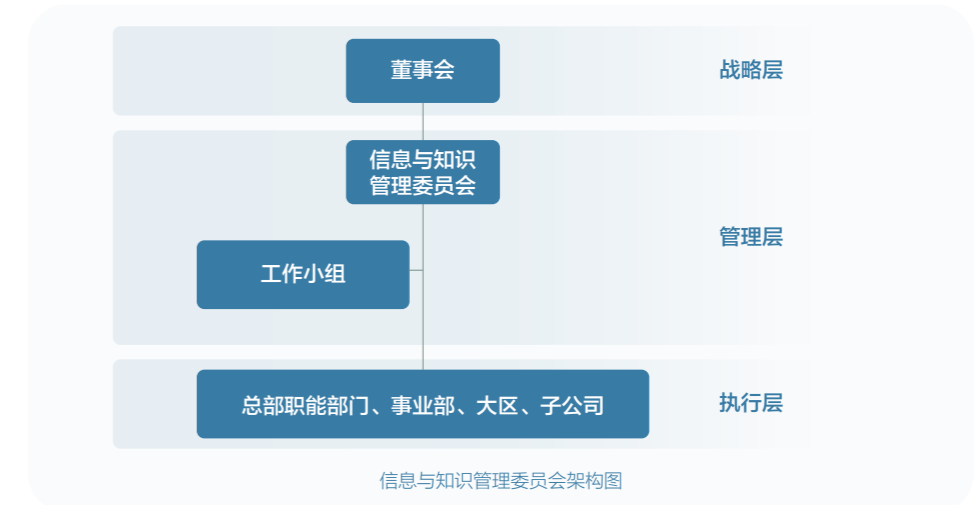 董事会
战略层
信息与知识
管理委员会
管理层
工作小组
总部职能部门、事业部、大区、子公司
执行层
信息与知识管理委员会架构图